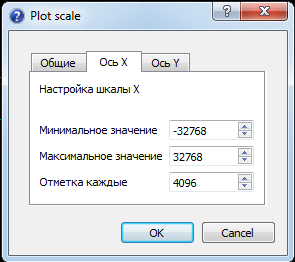 Plot scale
Общие Ось X Ось Y
Настройка шкалы X
Минимальное значение -32768
Максимальное значение 32768
Отметка каждые 4096
OK Cancel